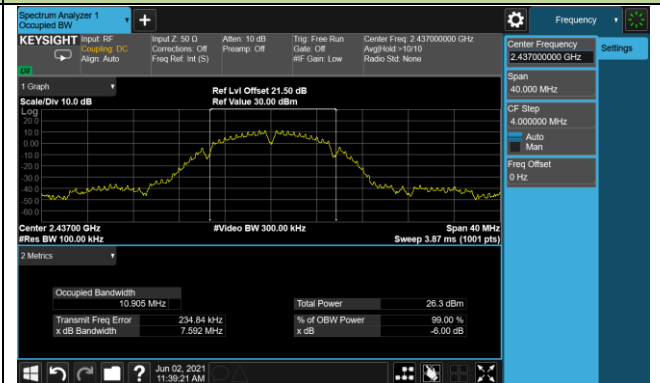 Spectrum Analyzer 1
Occupied BW
+
Frequency
KEYSIGHT
Input: RF
Coupling: DC
Align: Auto
Input Z: 50 Ω
Corrections: Off
Freq Ref: Int (S)
Atten: 10 dB
Preamp: Off
Trig: Free Run
Gate: Off
#IF Gain: Low
Center Freq: 2.437000000 GHz
Avg|Hold:>10/10
Radio Std: None
LV
Center Frequency
2.437000000 GHz
Settings
Span
40.000 MHz
CF Step
4.000000 MHz
Auto
Man
Freq Offset
0 Hz
1 Graph
Scale/Div 10.0 dB
Ref Lvl Offset 21.50 dB
Ref Value 30.00 dBm
Log
20.0
10.0
0.00
-10.0
-20.0
-30.0
-40.0
-50.0
-60.0
Center 2.43700 GHz
#Res BW 100.00 kHz
#Video BW 300.00 kHz
Span 40 MHz
Sweep 3.87 ms (1001 pts)
2 Metrics
Occupied Bandwidth
10.905 MHz
Total Power 26.3 dBm
Transmit Freq Error 234.84 kHz
% of OBW Power 99.00 %
x dB Bandwidth 7.592 MHz
x dB -6.00 dB
?
Jun 02, 2021
11:39:21 AM